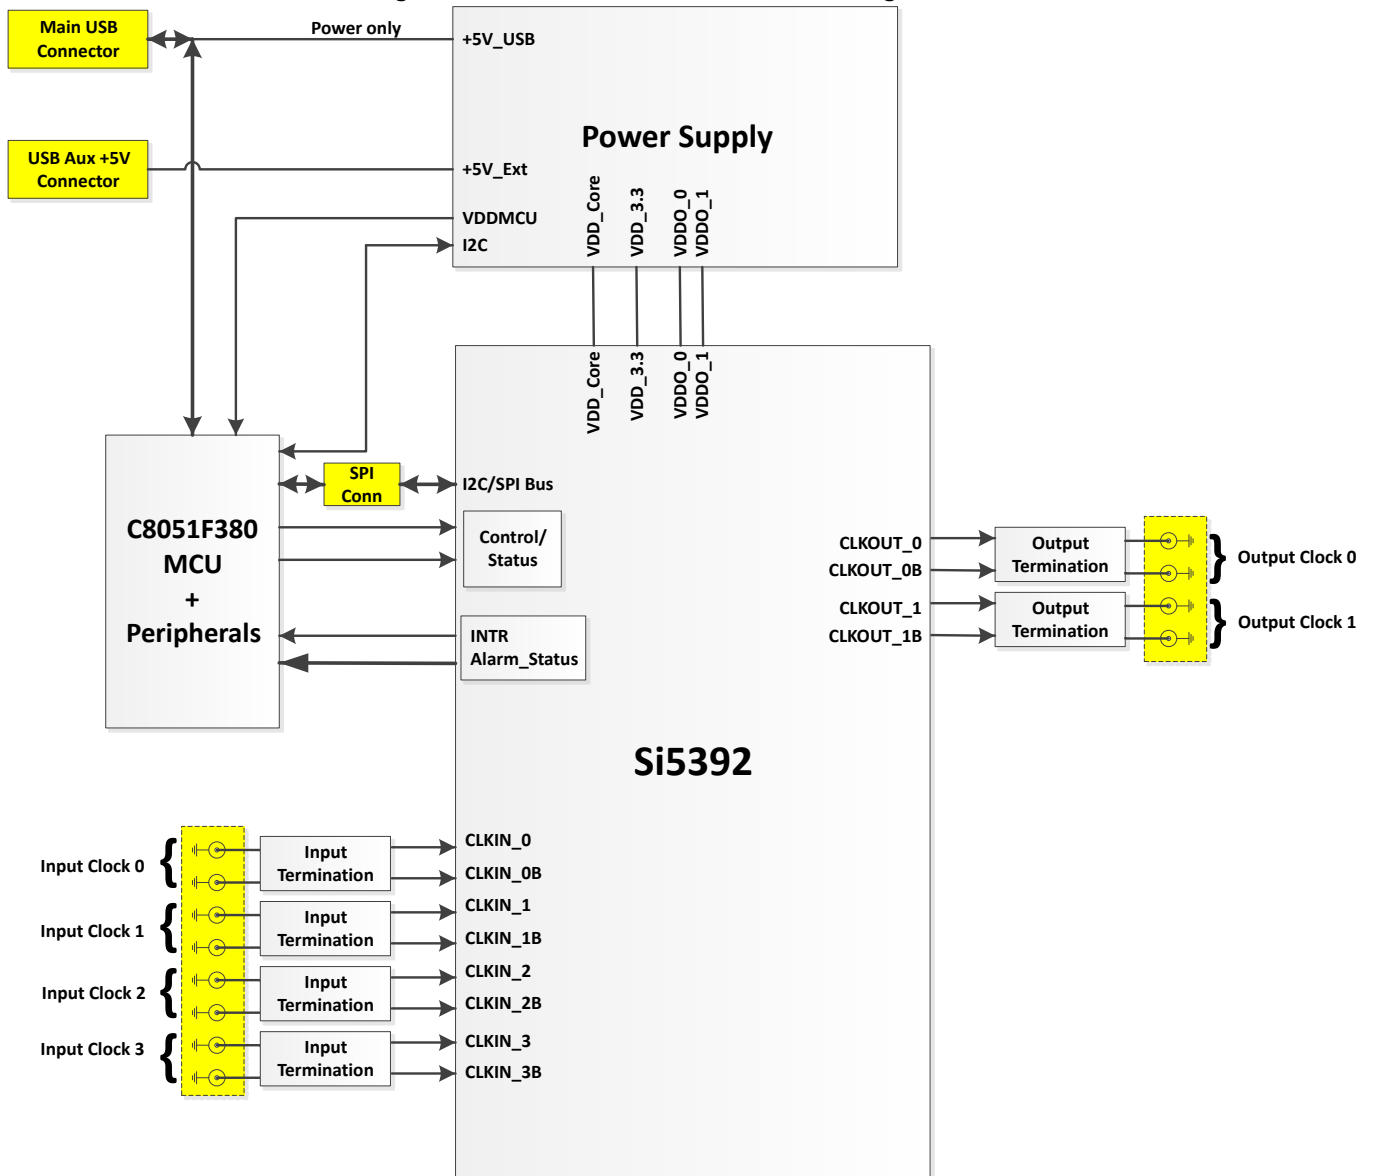 Main USB
Connector
Power only
+5V_USB
Power Supply
USB Aux +5V
Connector
+5V_Ext
VDDMCU
I2C
VDD_Core
VDD_3.3
VDDO_0
VDDO_1
VDD_Core
VDD_3.3
VDDO_0
VDDO_1
C8051F380
MCU
+
Peripherals
SPI
Conn
I2C/SPI Bus
Control/
Status
INTR
Alarm_Status
Si5392
CLKOUT_0
CLKOUT_0B
CLKOUT_1
CLKOUT_1B
Output
Termination
Output
Termination
Output Clock 0
Output Clock 1
Input Clock 0
Input Clock 1
Input Clock 2
Input Clock 3
Input
Termination
Input
Termination
Input
Termination
Input
Termination
CLKIN_0
CLKIN_0B
CLKIN_1
CLKIN_1B
CLKIN_2
CLKIN_2B
CLKIN_3
CLKIN_3B